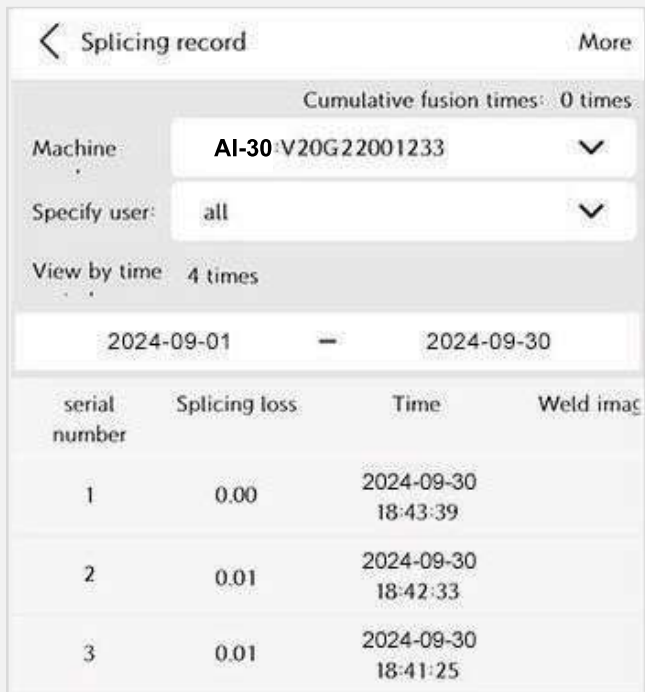 Splicing record More
Cumulative fusion times: 0 times
Machine AI-30:V20G22001233
Specify user: all
View by time 4 times
2024-09-01 – 2024-09-30
serial number Splicing loss Time Weld imag
1 0.00 2024-09-30 18:43:39
2 0.01 2024-09-30 18:42:33
3 0.01 2024-09-30 18:41:25